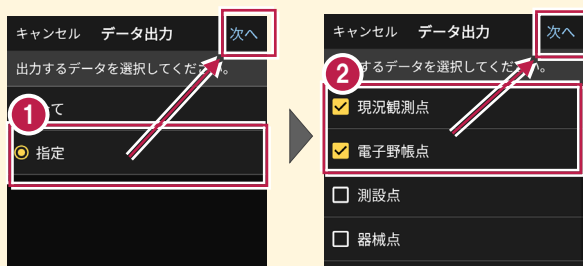 キャンセル データ出力 次へ
出力するデータを選択してください。
1
て
指定
キャンセル データ出力 次へ
2
するデータを選択してくだ 。
現況観測点
電子野帳点
測設点
器械点